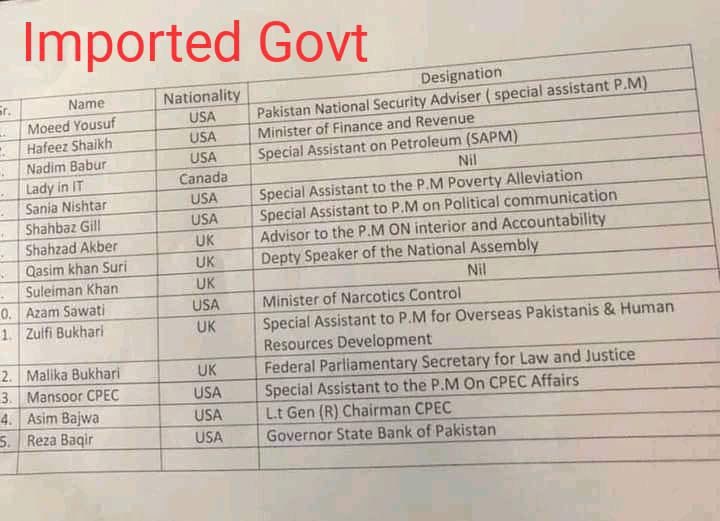 Imported Govt
Sr. Name Nationality Designation
. Moeed Yousuf USA Pakistan National Security Adviser ( special assistant P.M)
. Hafeez Shaikh USA Minister of Finance and Revenue
. Nadim Babur USA Special Assistant on Petroleum (SAPM)
. Lady in IT Canada Nil
. Sania Nishtar USA Special Assistant to the P.M Poverty Alleviation
. Shahbaz Gill USA Special Assistant to P.M on Political communication
. Shahzad Akber UK Advisor to the P.M ON interior and Accountability
. Qasim khan Suri UK Depty Speaker of the National Assembly
. Suleiman Khan UK Nil
0. Azam Sawati USA Minister of Narcotics Control
1. Zulfi Bukhari UK Special Assistant to P.M for Overseas Pakistanis & Human
Resources Development
2. Malika Bukhari UK Federal Parliamentary Secretary for Law and Justice
3. Mansoor CPEC USA Special Assistant to the P.M On CPEC Affairs
4. Asim Bajwa USA L.t Gen (R) Chairman CPEC
5. Reza Baqir USA Governor State Bank of Pakistan